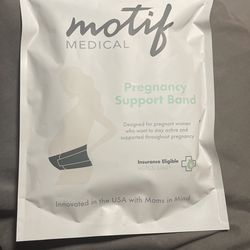 motif
MEDICAL
Pregnancy
Support Band
Designed for pregnant women
who want to stay active and
supported throughout pregnancy
Insurance Eligible
Innovated in the USA with Moms in Mind